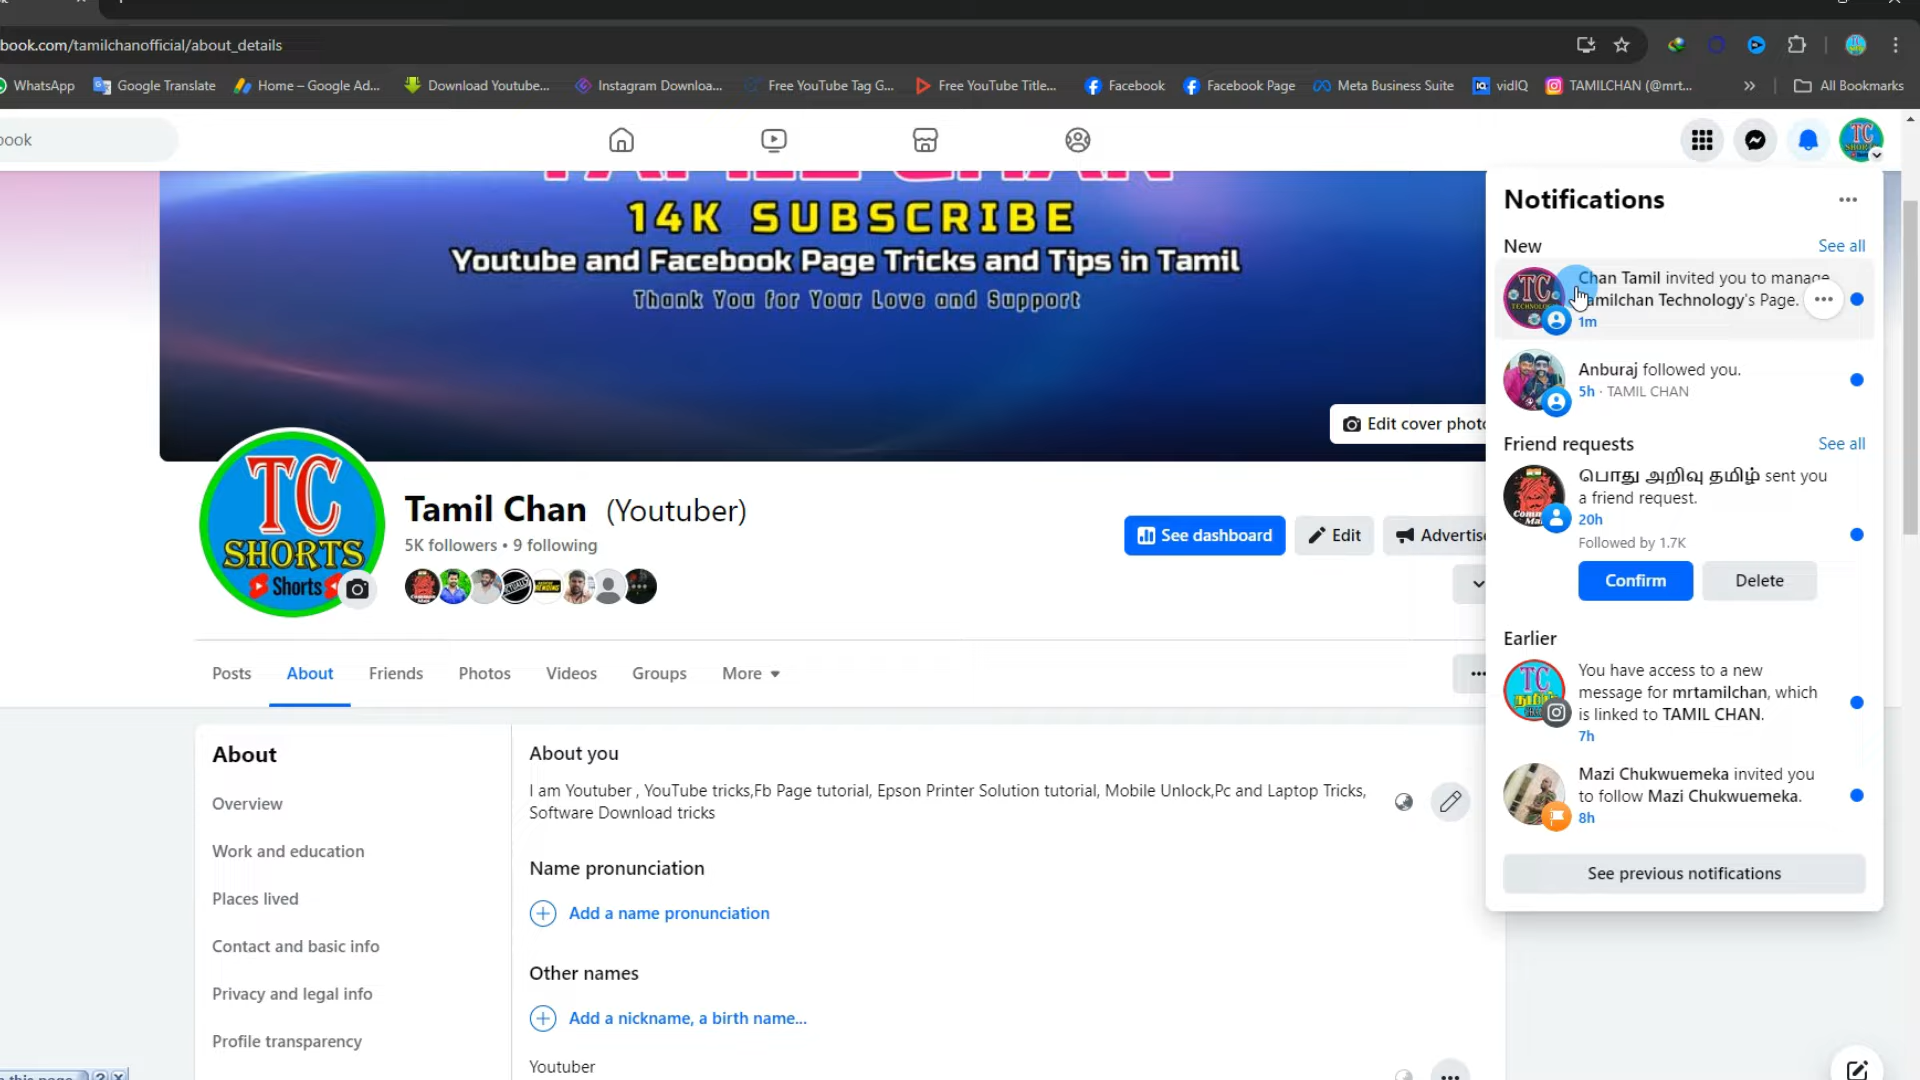 book.com/tamilchanofficial/about_details
WhatsApp
Google Translate
Home – Google Ad...
Download Youtube...
Instagram Downloa...
Free YouTube Tag G...
Free YouTube Title...
Facebook
Facebook Page
Meta Business Suite
vidIQ
TAMILCHAN (@mrt...
»
All Bookmarks
book
TAMIL CHAN
14K SUBSCRIBE
Youtube and Facebook Page Tricks and Tips in Tamil
Thank You for Your Love and Support
Edit cover photo
TC
SHORTS
Shorts
Tamil Chan (Youtuber)
5K followers • 9 following
See dashboard
Edit
Advertise
Posts
About
Friends
Photos
Videos
Groups
More
About
Overview
Work and education
Places lived
Contact and basic info
Privacy and legal info
Profile transparency
About you
I am Youtuber , YouTube tricks,Fb Page tutorial, Epson Printer Solution tutorial, Mobile Unlock,Pc and Laptop Tricks,
Software Download tricks
Name pronunciation
Add a name pronunciation
Other names
Add a nickname, a birth name...
Youtuber
Notifications
New
See all
Chan Tamil invited you to manage
Tamilchan Technology's Page.
1m
Anburaj followed you.
5h · TAMIL CHAN
Friend requests
See all
பொது அறிவு தமிழ் sent you
a friend request.
20h
Followed by 1.7K
Confirm
Delete
Earlier
You have access to a new
message for mrtamilchan, which
is linked to TAMIL CHAN.
7h
Mazi Chukwuemeka invited you
to follow Mazi Chukwuemeka.
8h
See previous notifications